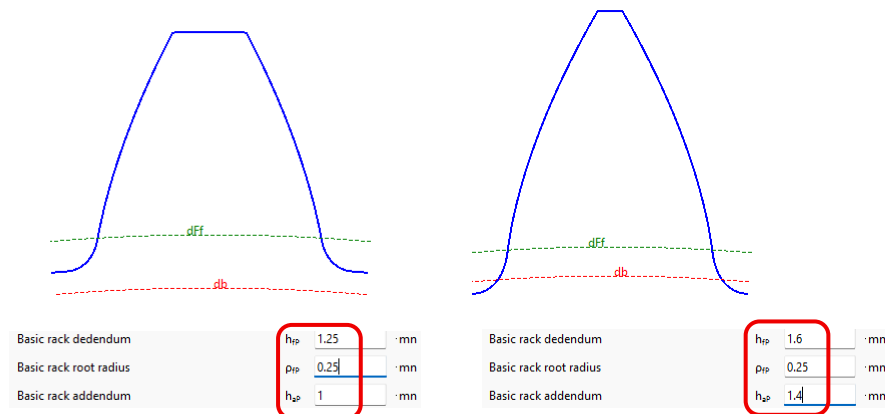 dFf
db
dFf
db
Basic rack dedendum hfP 1.25 ·mn
Basic rack root radius ρfP 0.25 ·mn
Basic rack addendum haP 1 ·mn
Basic rack dedendum hfP 1.6 ·mn
Basic rack root radius ρfP 0.25 ·mn
Basic rack addendum haP 1.4 ·mn